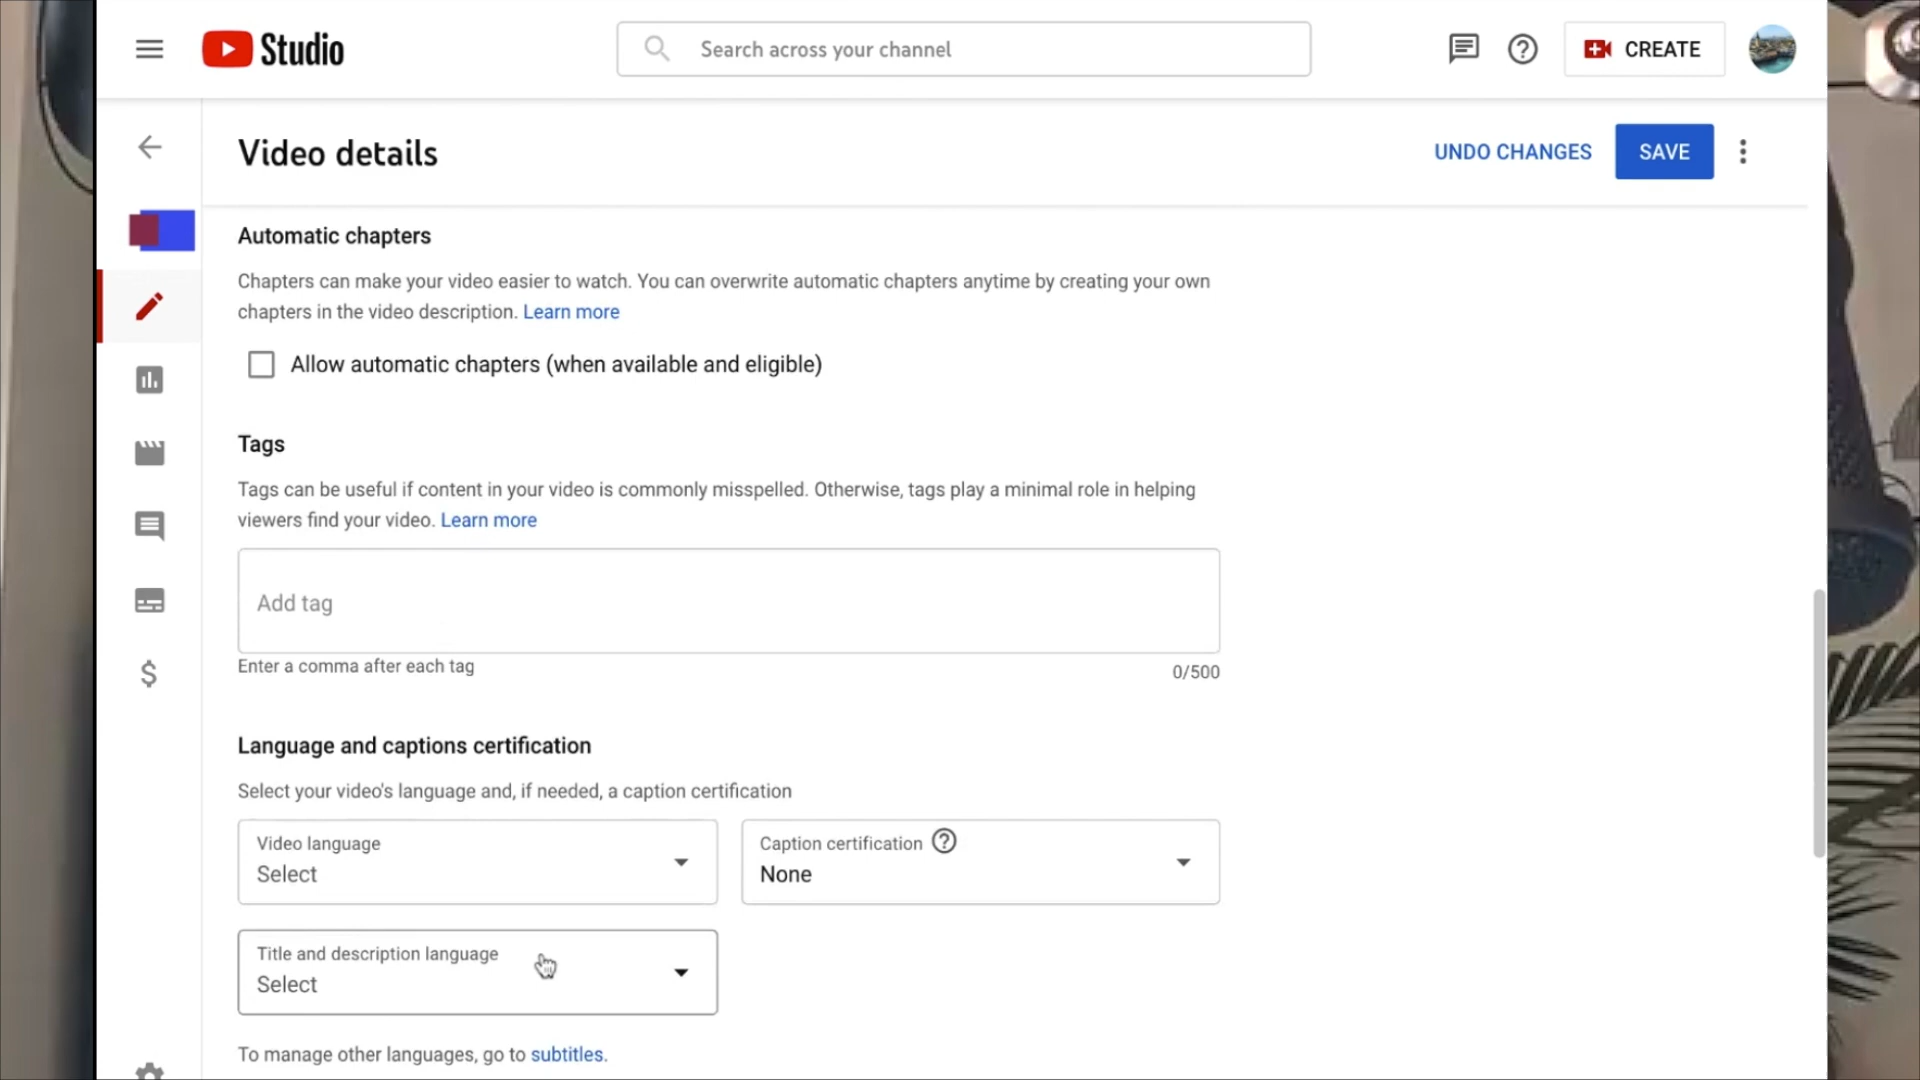 Studio
Search across your channel
CREATE
Video details
UNDO CHANGES
SAVE
Automatic chapters
Chapters can make your video easier to watch. You can overwrite automatic chapters anytime by creating your own
chapters in the video description. Learn more
Allow automatic chapters (when available and eligible)
Tags
Tags can be useful if content in your video is commonly misspelled. Otherwise, tags play a minimal role in helping
viewers find your video. Learn more
Add tag
Enter a comma after each tag
0/500
Language and captions certification
Select your video's language and, if needed, a caption certification
Video language
Select
Caption certification
None
Title and description language
Select
To manage other languages, go to subtitles.